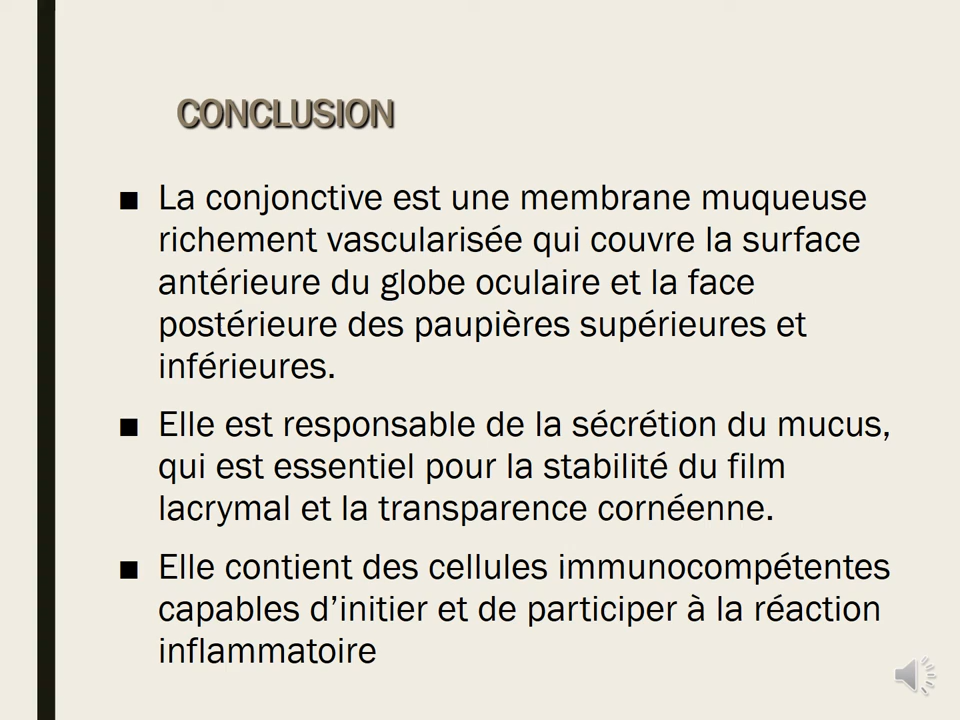 CONCLUSION
■ La conjonctive est une membrane muqueuse
richement vascularisée qui couvre la surface
antérieure du globe oculaire et la face
postérieure des paupières supérieures et
inférieures.
■ Elle est responsable de la sécrétion du mucus,
qui est essentiel pour la stabilité du film
lacrymal et la transparence cornéenne.
■ Elle contient des cellules immunocompétentes
capables d’initier et de participer à la réaction
inflammatoire